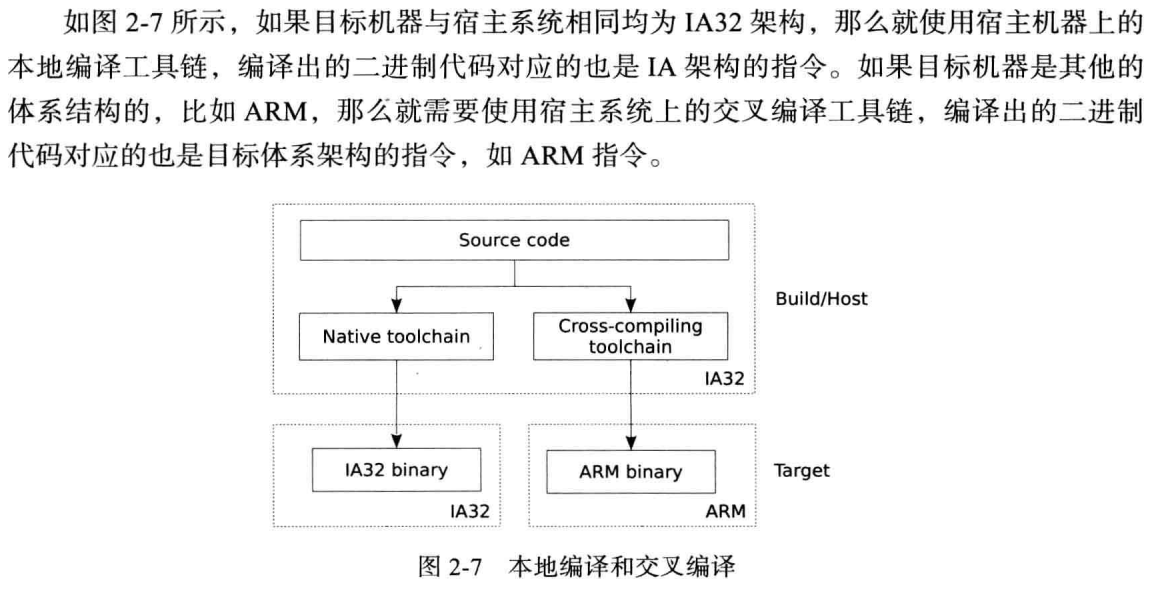 如图 2-7 所示，如果目标机器与宿主系统相同均为 IA32 架构，那么就使用宿主机器上的
本地编译工具链，编译出的二进制代码对应的也是 IA 架构的指令。如果目标机器是其他的
体系结构的，比如 ARM，那么就需要使用宿主系统上的交叉编译工具链，编译出的二进制
代码对应的也是目标体系架构的指令，如 ARM 指令。
Source code
Build/Host
Native toolchain
Cross-compiling
toolchain
IA32
IA32 binary
ARM binary
Target
IA32
ARM
图 2-7 本地编译和交叉编译